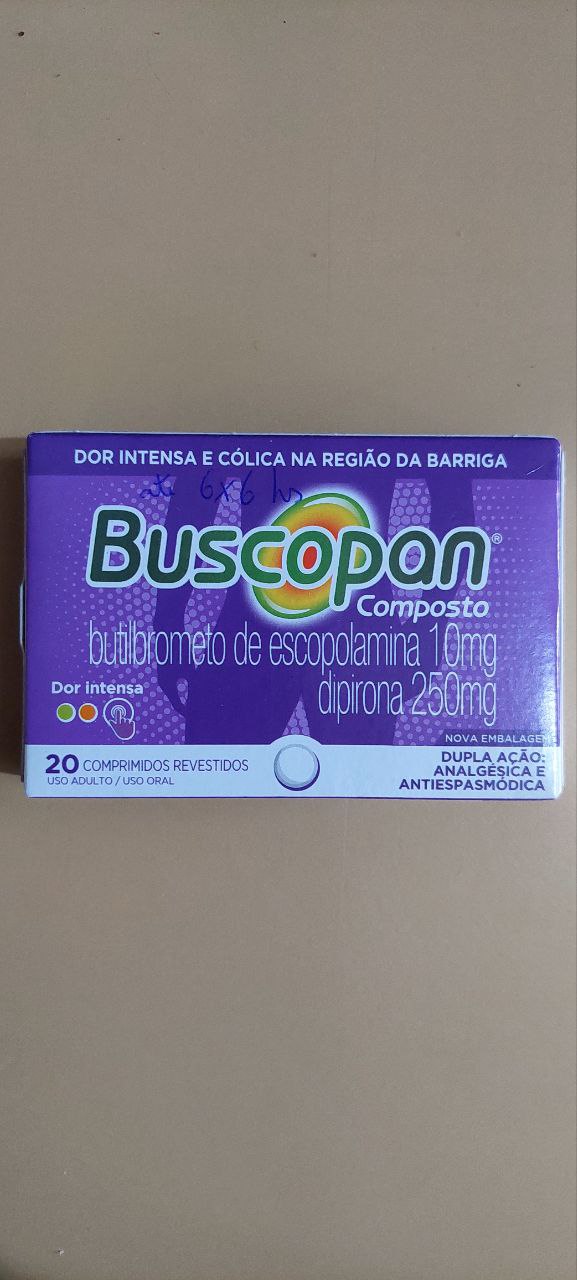 DOR INTENSA E CÓLICA NA REGIÃO DA BARRIGA
até 6x6 hs
Buscopan®
Composto
butilbrometo de escopolamina 10mg
dipirona 250mg
Dor intensa
NOVA EMBALAGEM
20 COMPRIMIDOS REVESTIDOS
USO ADULTO / USO ORAL
DUPLA AÇÃO:
ANALGÉSICA E
ANTIESPASMÓDICA